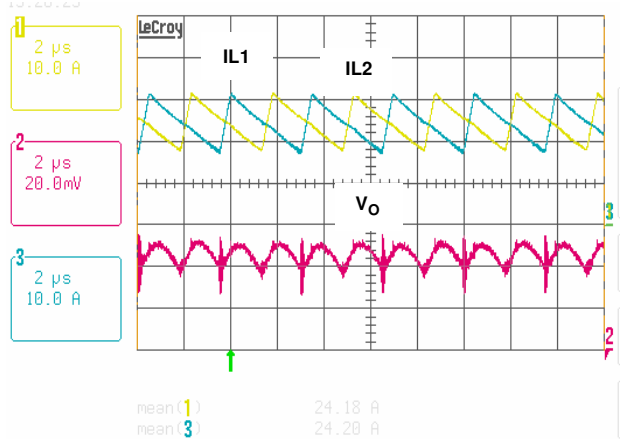 1
2 µs
10.0 A
2
2 µs
20.0mV
3
2 µs
10.0 A
LeCroy
IL1
IL2
VO
3
2
mean(1) 24.18 A
mean(3) 24.20 A